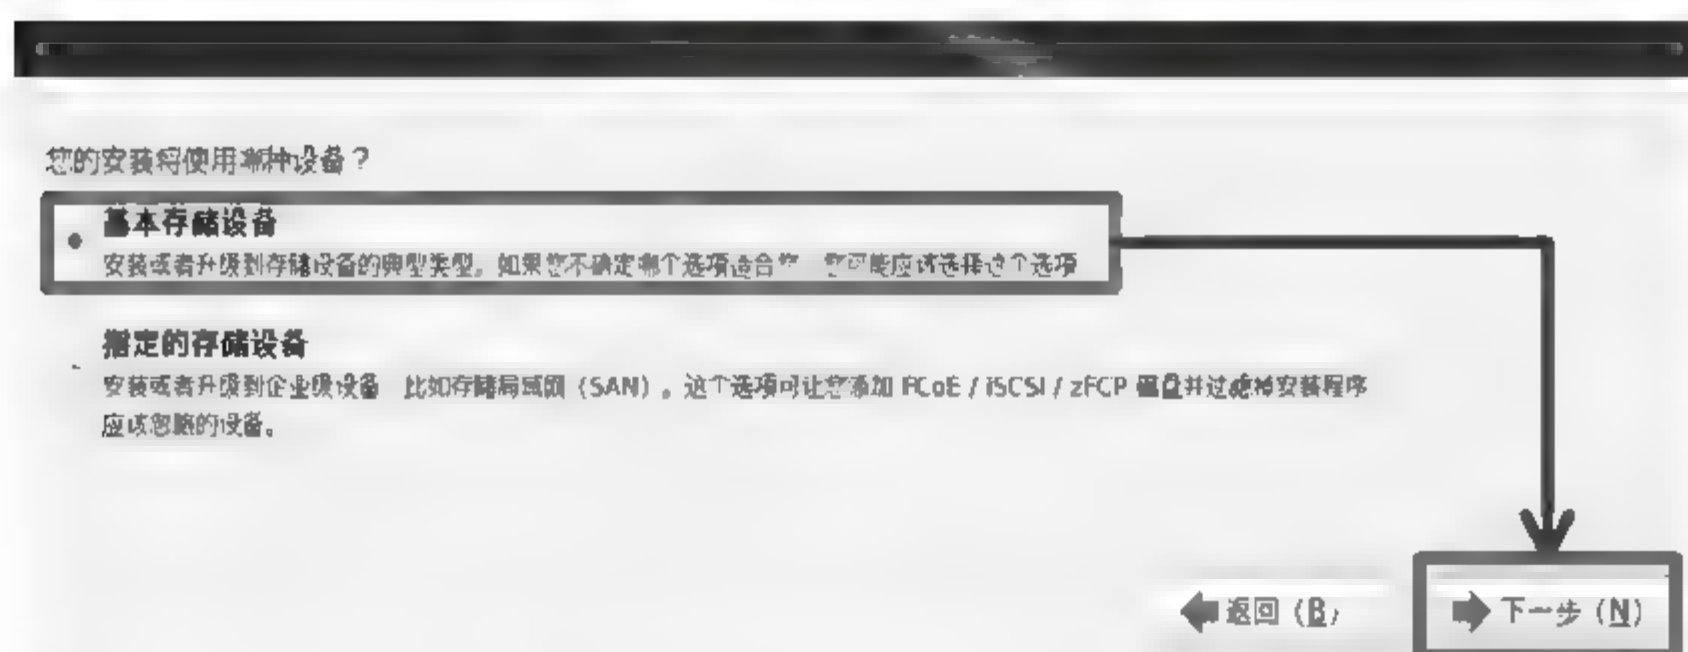 您的安装将使用哪种设备？
基本存储设备
安装或者升级到存储设备的典型类型。如果您不确定哪个选项适合您，您可能应该选择这个选项
指定的存储设备
安装或者升级到企业级设备，比如存储局域网（SAN）。这个选项可让您添加 FCoE / iSCSI / zFCP 磁盘并过滤掉安装程序
应该忽略的设备。
返回（B）
下一步（N）